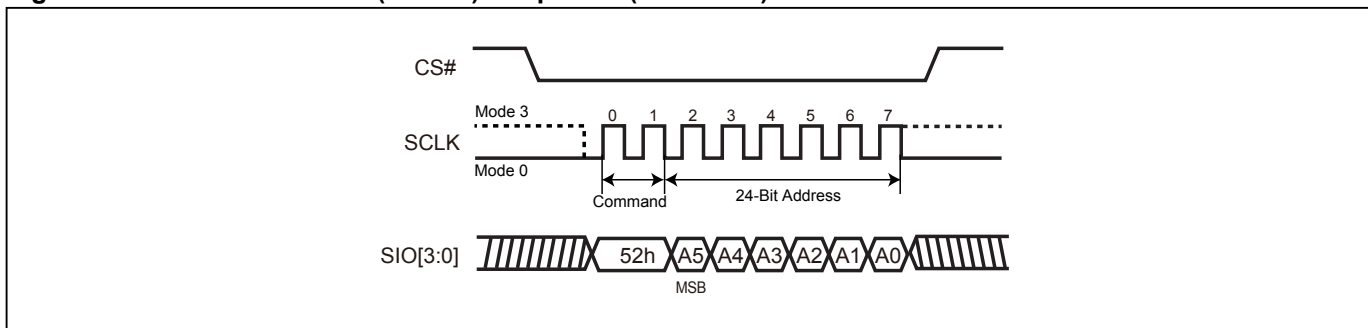 CS#
Mode 3
0 1 2 3 4 5 6 7
SCLK
Mode 0
Command
24-Bit Address
SIO[3:0]
52h A5 A4 A3 A2 A1 A0
MSB